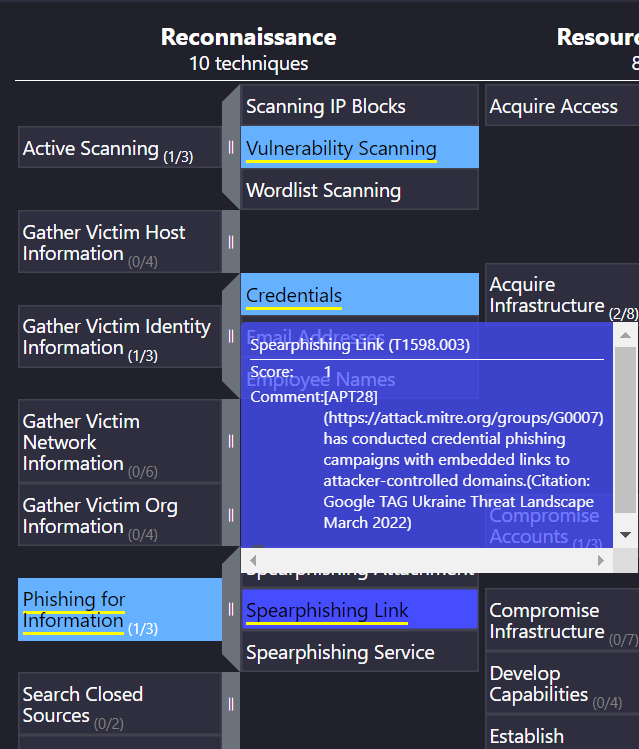 Reconnaissance
10 techniques
Resourc
8
Scanning IP Blocks
Acquire Access
Active Scanning (1/3)
Vulnerability Scanning
Wordlist Scanning
Gather Victim Host
Information (0/4)
Credentials
Acquire
Infrastructure (2/8)
Gather Victim Identity
Information (1/3)
Email Addresses
Employee Names
Spearphishing Link (T1598.003)
Score: 1
Comment:[APT28]
(https://attack.mitre.org/groups/G0007)
has conducted credential phishing
campaigns with embedded links to
attacker-controlled domains.(Citation:
Google TAG Ukraine Threat Landscape
March 2022)
Gather Victim
Network
Information (0/6)
Gather Victim Org
Information (0/4)
Compromise
Accounts (1/3)
Spearphishing Attachment
Phishing for
Information (1/3)
Spearphishing Link
Spearphishing Service
Compromise
Infrastructure (0/7)
Develop
Capabilities (0/4)
Search Closed
Sources (0/2)
Establish